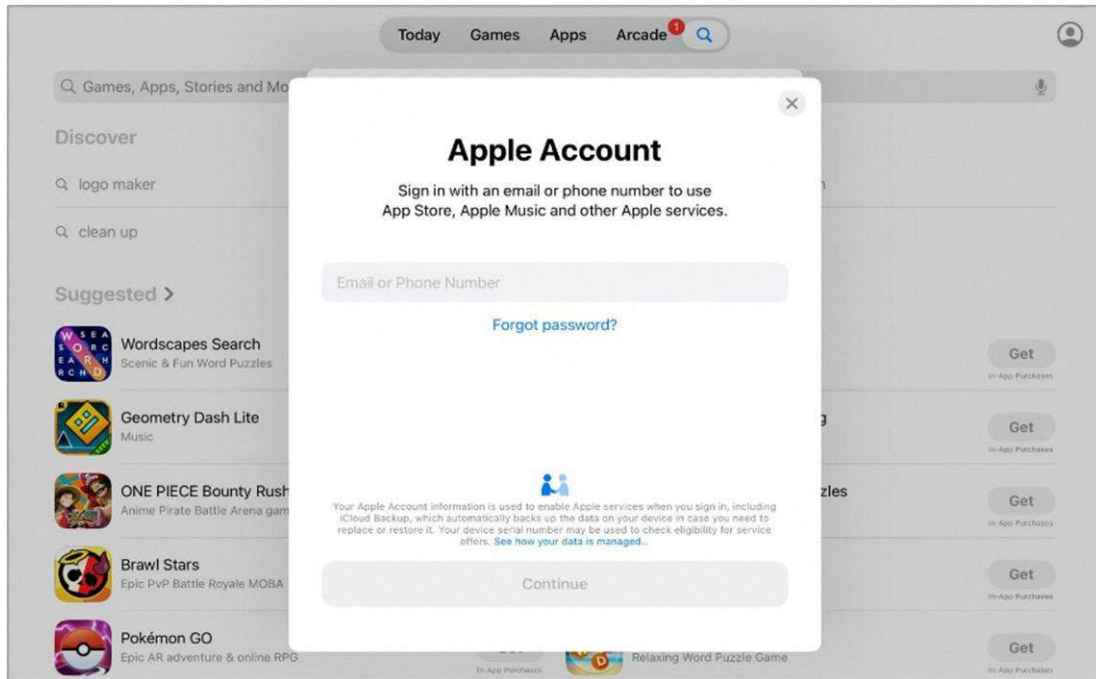 Today Games Apps Arcade 1
Games, Apps, Stories and Mo
Discover
logo maker
clean up
Suggested >
Wordscapes Search
Scenic & Fun Word Puzzles
Geometry Dash Lite
Music
ONE PIECE Bounty Rush
Anime Pirate Battle Arena gam
Brawl Stars
Epic PvP Battle Royale MOBA
Pokémon GO
Epic AR adventure & online RPG
In-App Purchases
Apple Account
Sign in with an email or phone number to use
App Store, Apple Music and other Apple services.
Email or Phone Number
Forgot password?
Your Apple Account information is used to enable Apple services when you sign in, including
iCloud Backup, which automatically backs up the data on your device in case you need to
replace or restore it. Your device serial number may be used to check eligibility for service
offers. See how your data is managed...
Continue
Get
In-App Purchases
g
Get
In-App Purchases
zles
Get
In-App Purchases
Get
In-App Purchases
Relaxing Word Puzzle Game
Get
In-App Purchases